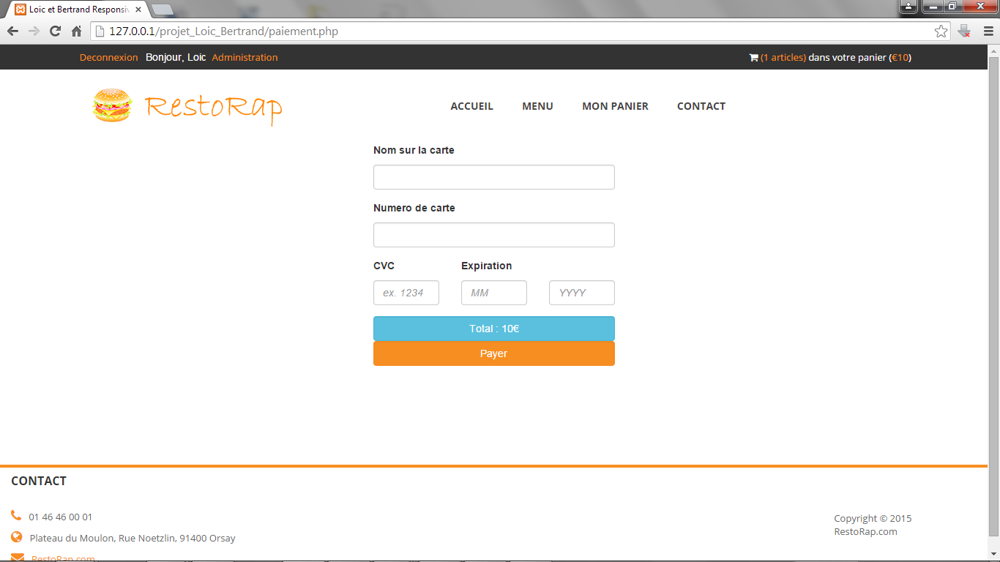 Loic et Bertrand Responsiv
127.0.0.1/projet_Loic_Bertrand/paiement.php
Deconnexion Bonjour, Loic Administration
(1 articles) dans votre panier (€10)
RestoRap
ACCUEIL MENU MON PANIER CONTACT
Nom sur la carte
Numero de carte
CVC Expiration
ex. 1234 MM YYYY
Total : 10€
Payer
CONTACT
01 46 46 00 01
Plateau du Moulon, Rue Noetzlin, 91400 Orsay
RestoRap.com
Copyright © 2015
RestoRap.com